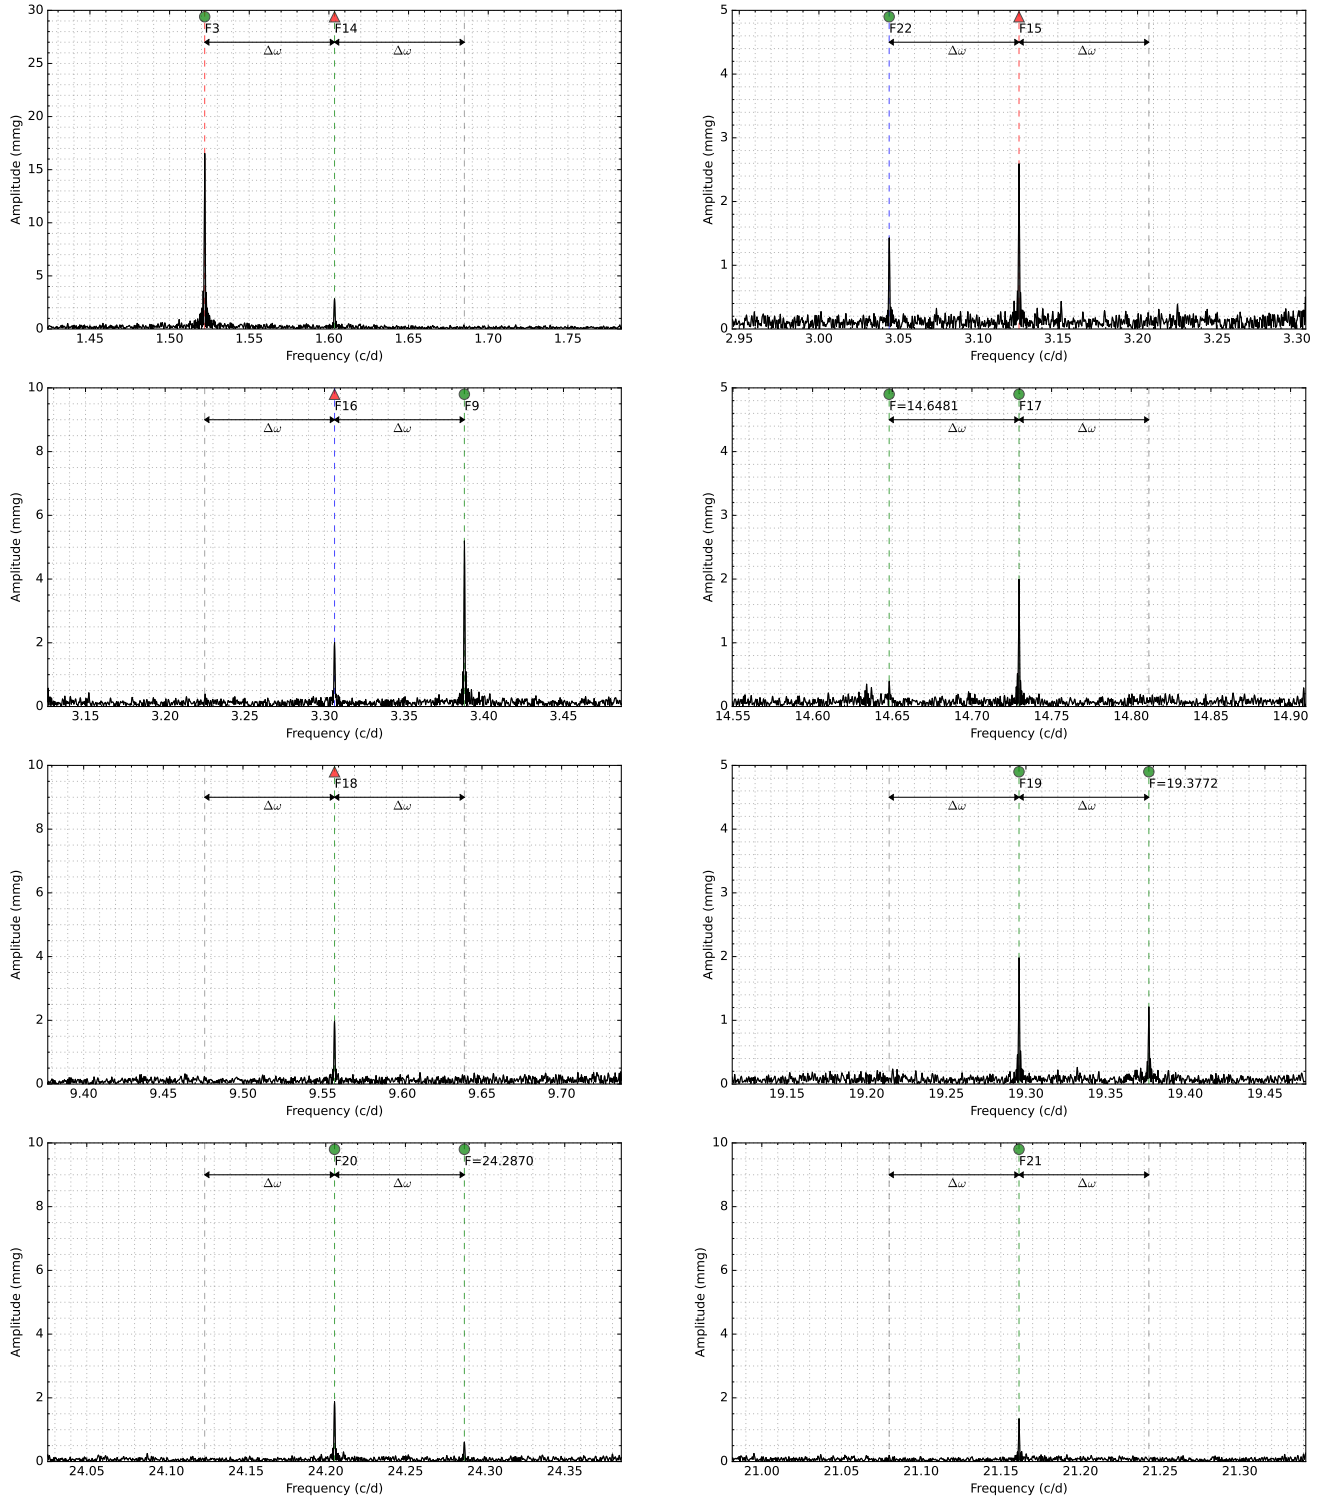 F3 F14
Δω Δω
30
25
20
15
10
5
0
Amplitude (mmg)
1.45 1.50 1.55 1.60 1.65 1.70 1.75
Frequency (c/d)
F22 F15
Δω Δω
5
4
3
2
1
0
Amplitude (mmg)
2.95 3.00 3.05 3.10 3.15 3.20 3.25 3.30
Frequency (c/d)
F16 F9
Δω Δω
10
8
6
4
2
0
Amplitude (mmg)
3.15 3.20 3.25 3.30 3.35 3.40 3.45
Frequency (c/d)
F=14.6481 F17
Δω Δω
5
4
3
2
1
0
Amplitude (mmg)
14.55 14.60 14.65 14.70 14.75 14.80 14.85 14.90
Frequency (c/d)
F18
Δω Δω
10
8
6
4
2
0
Amplitude (mmg)
9.40 9.45 9.50 9.55 9.60 9.65 9.70
Frequency (c/d)
F19 F=19.3772
Δω Δω
5
4
3
2
1
0
Amplitude (mmg)
19.15 19.20 19.25 19.30 19.35 19.40 19.45
Frequency (c/d)
F20 F=24.2870
Δω Δω
10
8
6
4
2
0
Amplitude (mmg)
24.05 24.10 24.15 24.20 24.25 24.30 24.35
Frequency (c/d)
F21
Δω Δω
10
8
6
4
2
0
Amplitude (mmg)
21.00 21.05 21.10 21.15 21.20 21.25 21.30
Frequency (c/d)